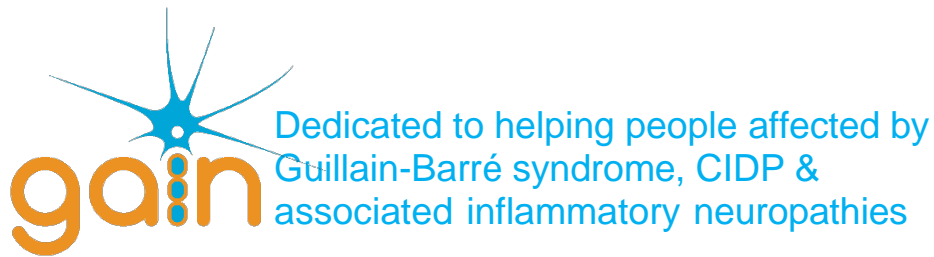 gain
Dedicated to helping people affected by
Guillain-Barré syndrome, CIDP &
associated inflammatory neuropathies